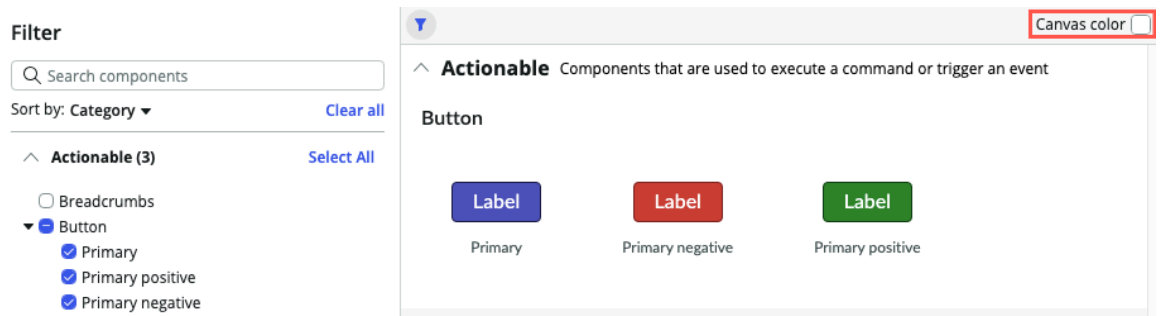 Filter
Search components
Sort by: Category
Clear all
Actionable (3)
Select All
Breadcrumbs
Button
Primary
Primary positive
Primary negative
Canvas color
Actionable Components that are used to execute a command or trigger an event
Button
Label Label Label
Primary Primary negative Primary positive